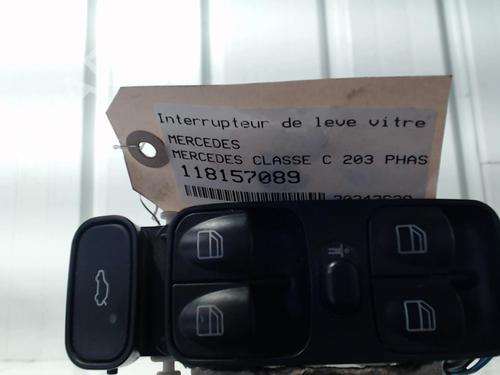 Interrupteur de leve vitre
MERCEDES
MERCEDES CLASSE C 203 PHAS
118157089